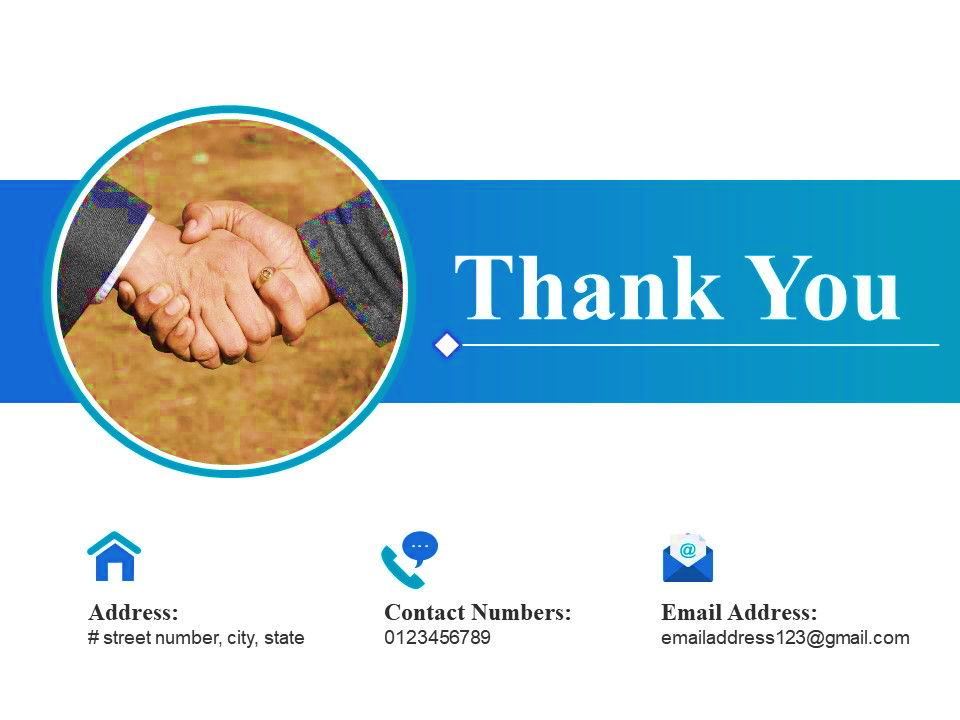 Thank You
Address:
# street number, city, state
Contact Numbers:
0123456789
Email Address:
emailaddress123@gmail.com